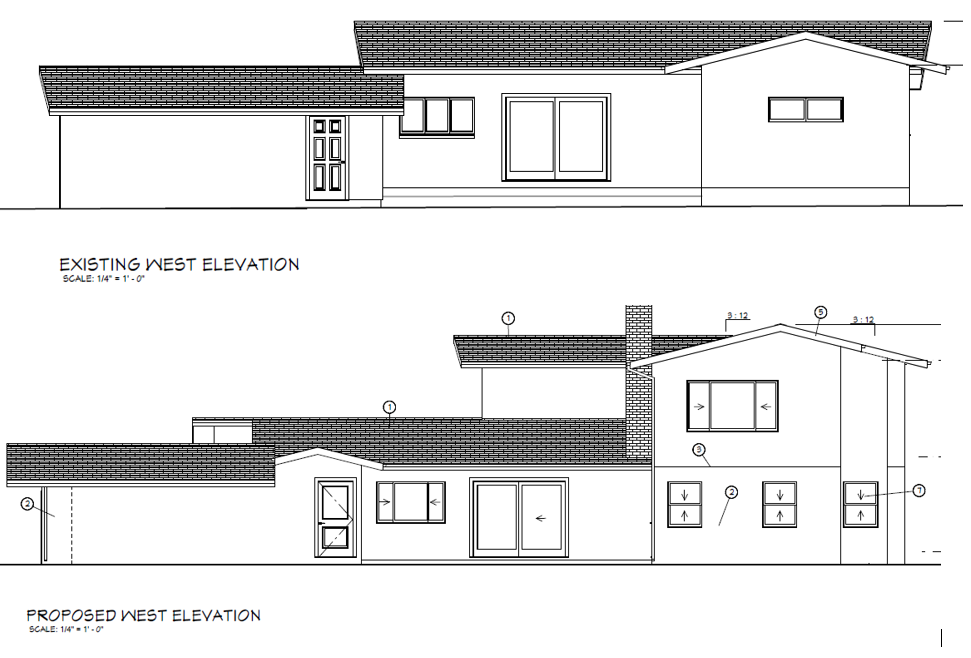 EXISTING WEST ELEVATION
SCALE: 1/4" = 1' - 0"
1
3 : 12
5
3 : 12
1
3
2
7
2
PROPOSED WEST ELEVATION
SCALE: 1/4" = 1' - 0"